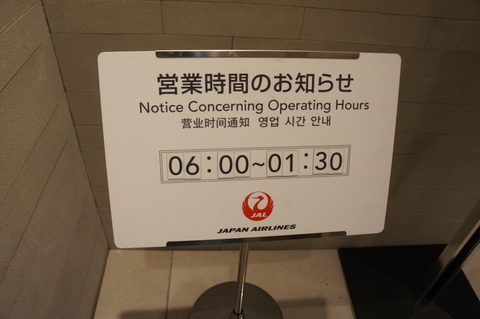 営業時間のお知らせ
Notice Concerning Operating Hours
营业时间通知 영업 시간 안내
06:00~01:30
JAL
JAPAN AIRLINES